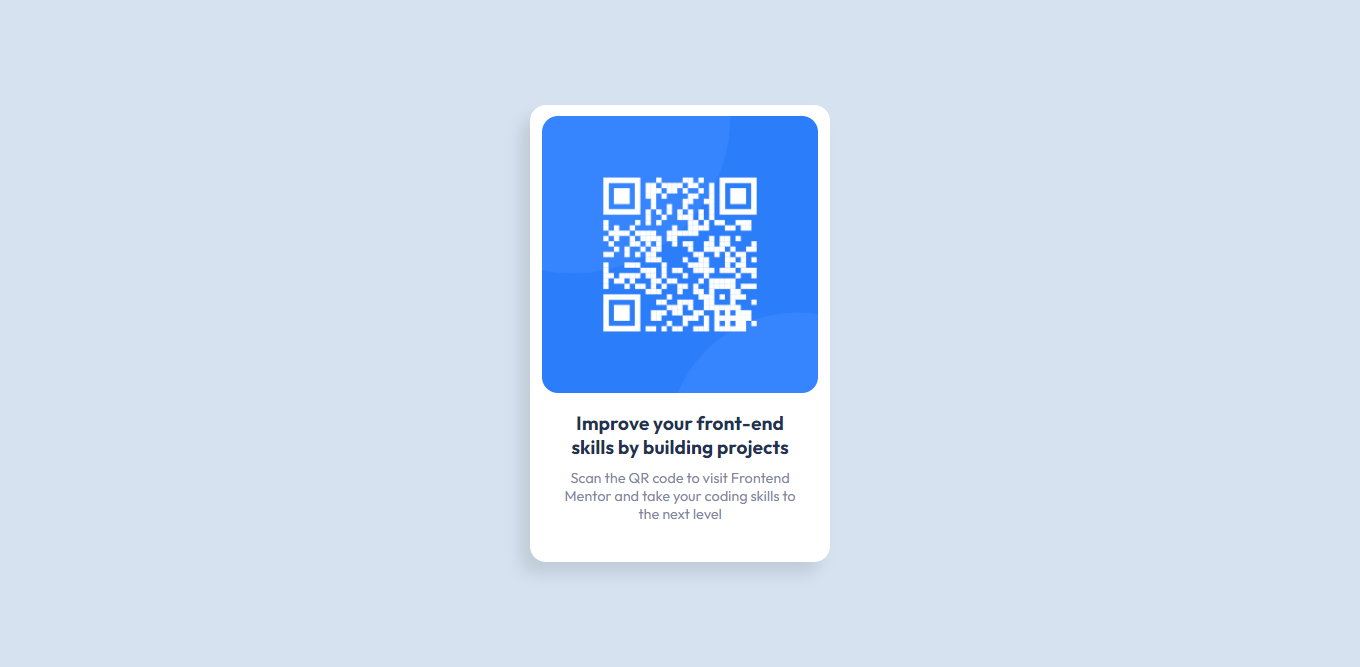 Improve your front-end
skills by building projects
Scan the QR code to visit Frontend
Mentor and take your coding skills to
the next level